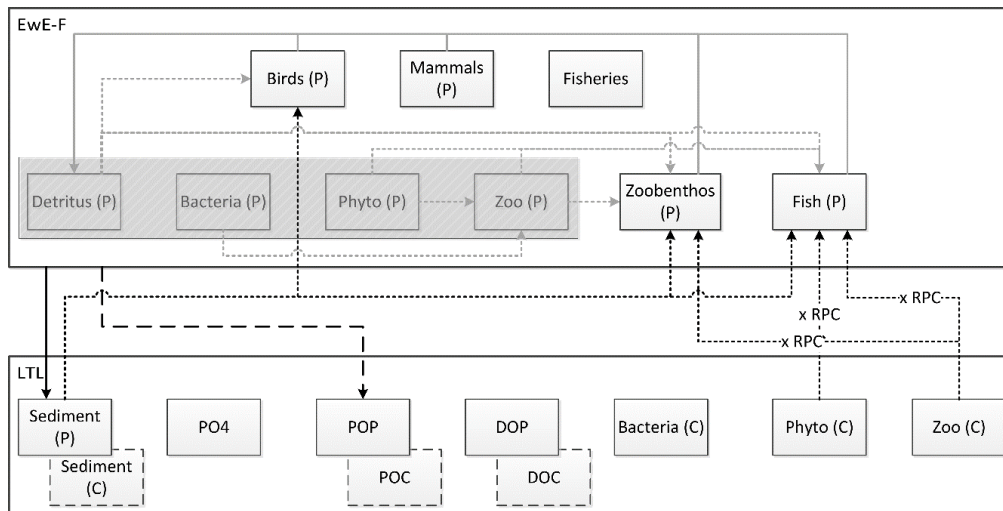 EwE-F
Birds (P)
Mammals
(P)
Fisheries
Detritus (P)
Bacteria (P)
Phyto (P)
Zoo (P)
Zoobenthos
(P)
Fish (P)
x RPC
x RPC
x RPC
LTL
Sediment
(P)
PO4
POP
DOP
Bacteria (C)
Phyto (C)
Zoo (C)
Sediment
(C)
POC
DOC